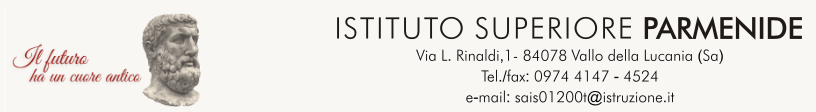 Il futuro
ha un cuore antico
ISTITUTO SUPERIORE PARMENIDE
Via L. Rinaldi,1- 84078 Vallo della Lucania (Sa)
Tel./fax: 0974 4147 - 4524
e-mail: sais01200t@istruzione.it